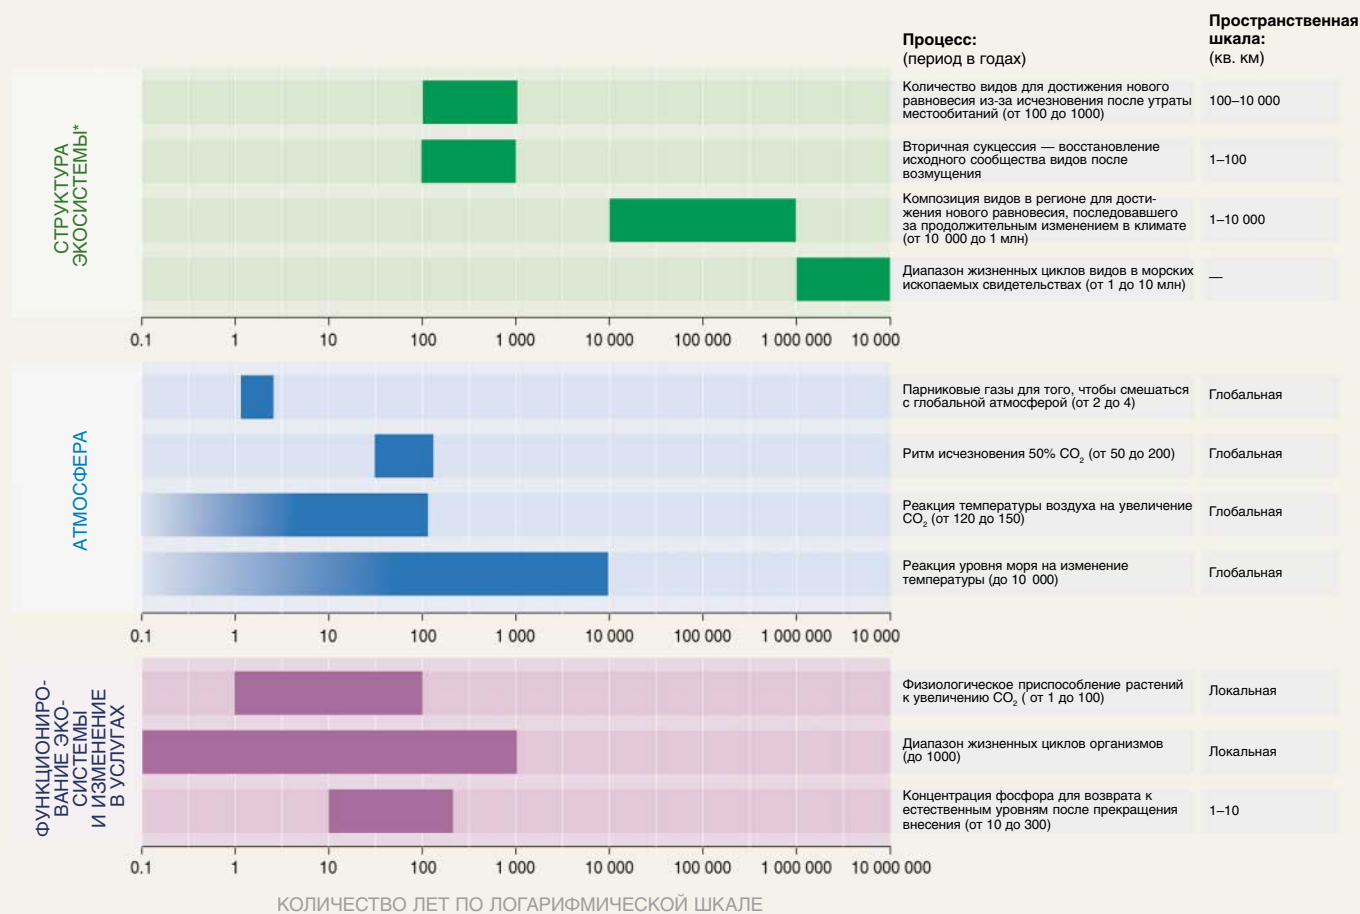 Процесс:
(период в годах)
Пространственная
шкала:
(кв. км)
СТРУКТУРА
ЭКОСИСТЕМЫ*
Количество видов для достижения нового
равновесия из-за исчезновения после утраты
местообитаний (от 100 до 1000)
100–10 000
Вторичная сукцессия — восстановление
исходного сообщества видов после
возмущения
1–100
Композиция видов в регионе для дости-
жения нового равновесия, последовавшего
за продолжительным изменением в климате
(от 10 000 до 1 млн)
1–10 000
Диапазон жизненных циклов видов в морских
ископаемых свидетельствах (от 1 до 10 млн)
—
0.1 1 10 100 1 000 10 000 100 000 1 000 000 10 000
АТМОСФЕРА
Парниковые газы для того, чтобы смешаться
с глобальной атмосферой (от 2 до 4)
Глобальная
Ритм исчезновения 50% CO₂ (от 50 до 200)
Глобальная
Реакция температуры воздуха на увеличение
CO₂ (от 120 до 150)
Глобальная
Реакция уровня моря на изменение
температуры (до 10 000)
Глобальная
0.1 1 10 100 1 000 10 000 100 000 1 000 000 10 000
ФУНКЦИОНИРО-
ВАНИЕ ЭКО-
СИСТЕМЫ
И ИЗМЕНЕНИЕ
В УСЛУГАХ
Физиологическое приспособление растений
к увеличению CO₂ ( от 1 до 100)
Локальная
Диапазон жизненных циклов организмов
(до 1000)
Локальная
Концентрация фосфора для возврата к
естественным уровням после прекращения
внесения (от 10 до 300)
1–10
0.1 1 10 100 1 000 10 000 100 000 1 000 000 10 000 000
КОЛИЧЕСТВО ЛЕТ ПО ЛОГАРИФМИЧЕСКОЙ ШКАЛЕ